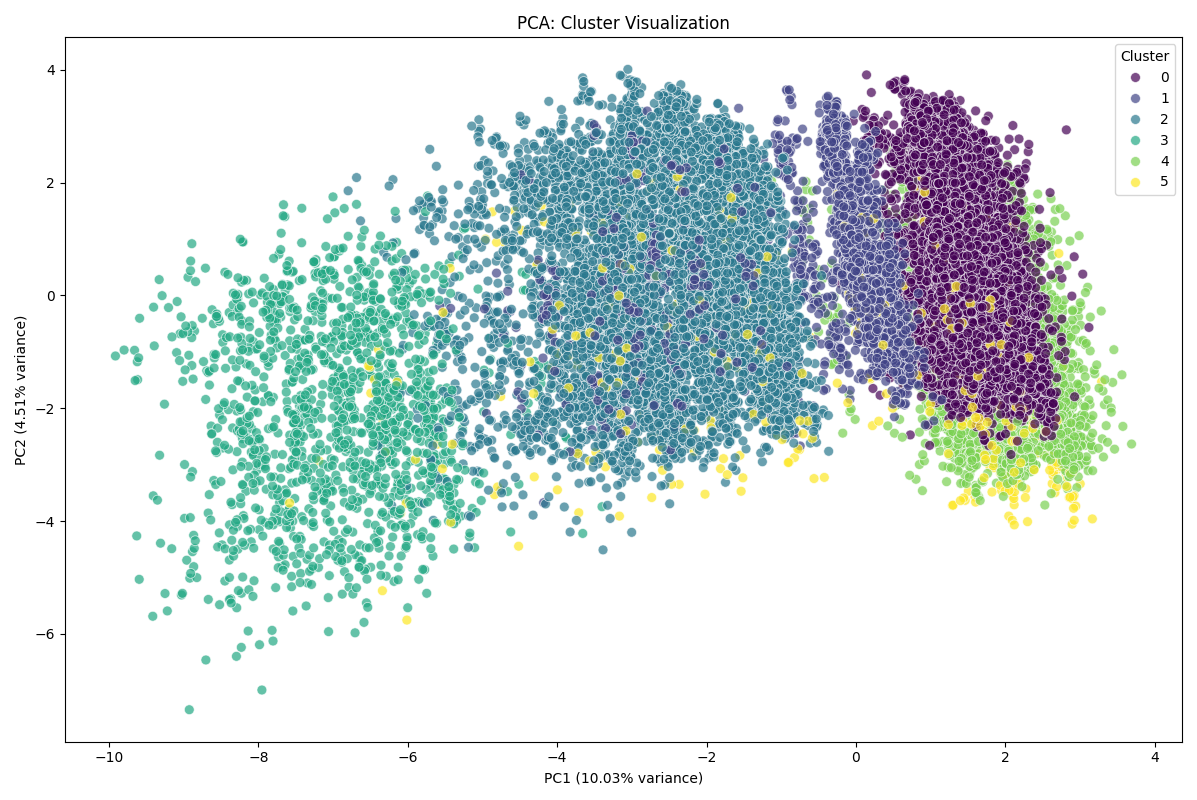 PCA: Cluster Visualization
Cluster
0
1
2
3
4
5
4
2
0
−2
−4
−6
PC2 (4.51% variance)
−10 −8 −6 −4 −2 0 2 4
PC1 (10.03% variance)